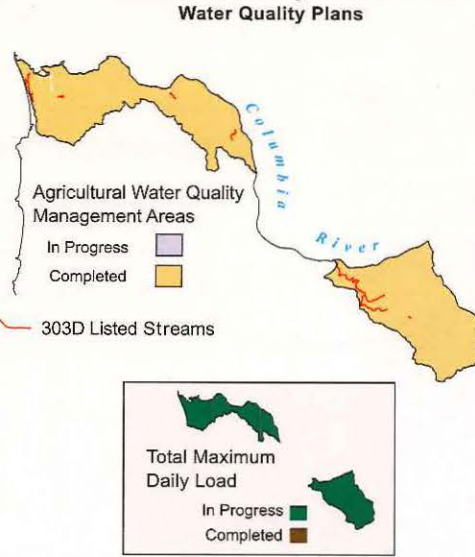 Water Quality Plans
Columbia
River
Agricultural Water Quality
Management Areas
In Progress
Completed
303D Listed Streams
Total Maximum
Daily Load
In Progress
Completed